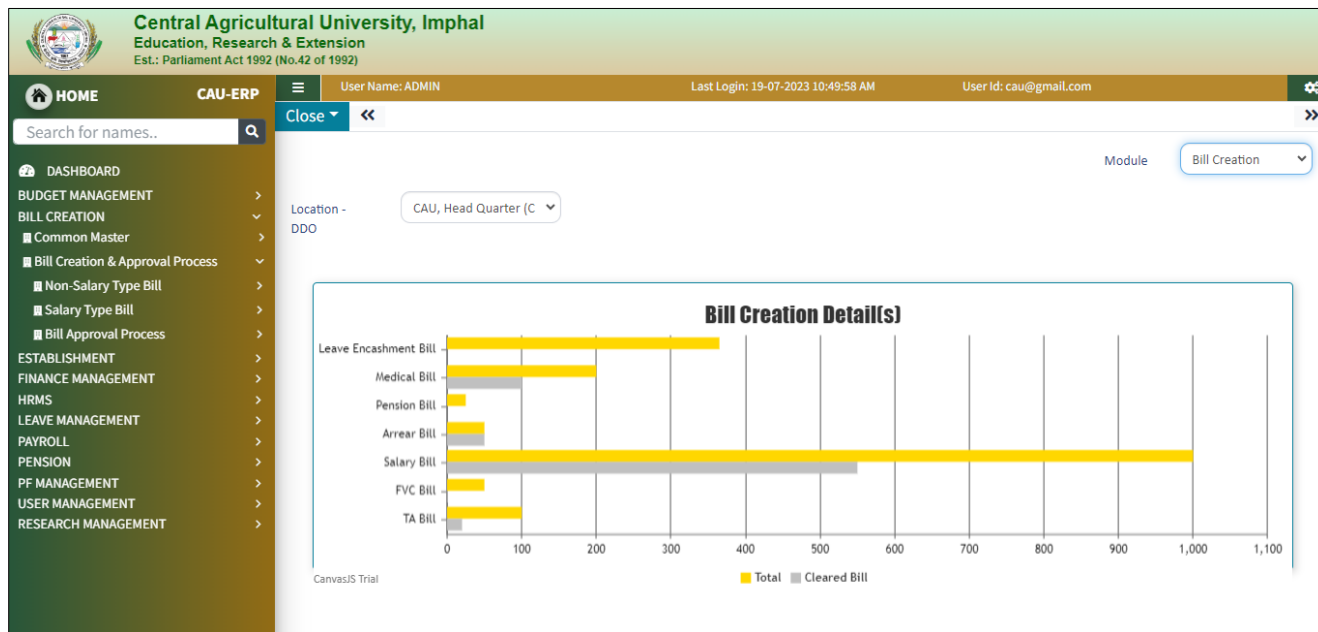 Central Agricultural University, Imphal
Education, Research & Extension
Est.: Parliament Act 1992 (No.42 of 1992)
HOME CAU-ERP
User Name: ADMIN Last Login: 19-07-2023 10:49:58 AM User Id: cau@gmail.com
Search for names..
Close
Module Bill Creation
Location - DDO CAU, Head Quarter (C
DASHBOARD
BUDGET MANAGEMENT
BILL CREATION
Common Master
Bill Creation & Approval Process
Non-Salary Type Bill
Salary Type Bill
Bill Approval Process
ESTABLISHMENT
FINANCE MANAGEMENT
HRMS
LEAVE MANAGEMENT
PAYROLL
PENSION
PF MANAGEMENT
USER MANAGEMENT
RESEARCH MANAGEMENT
Bill Creation Detail(s)
Leave Encashment Bill
Medical Bill
Pension Bill
Arrear Bill
Salary Bill
FVC Bill
TA Bill
0 100 200 300 400 500 600 700 800 900 1,000 1,100
Total Cleared Bill
CanvasJS Trial